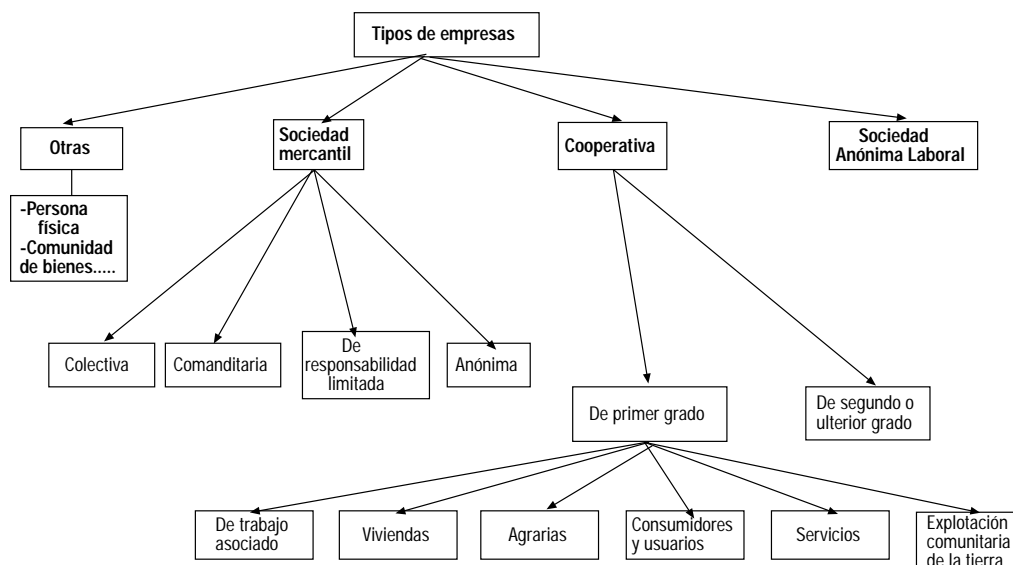 Tipos de empresas
Otras
Sociedad
mercantil
Cooperativa
Sociedad
Anónima Laboral
-Persona
física
-Comunidad
de bienes.....
Colectiva
Comanditaria
De
responsabilidad
limitada
Anónima
De primer grado
De segundo o
ulterior grado
De trabajo
asociado
Viviendas
Agrarias
Consumidores
y usuarios
Servicios
Explotación
comunitaria
de la tierra